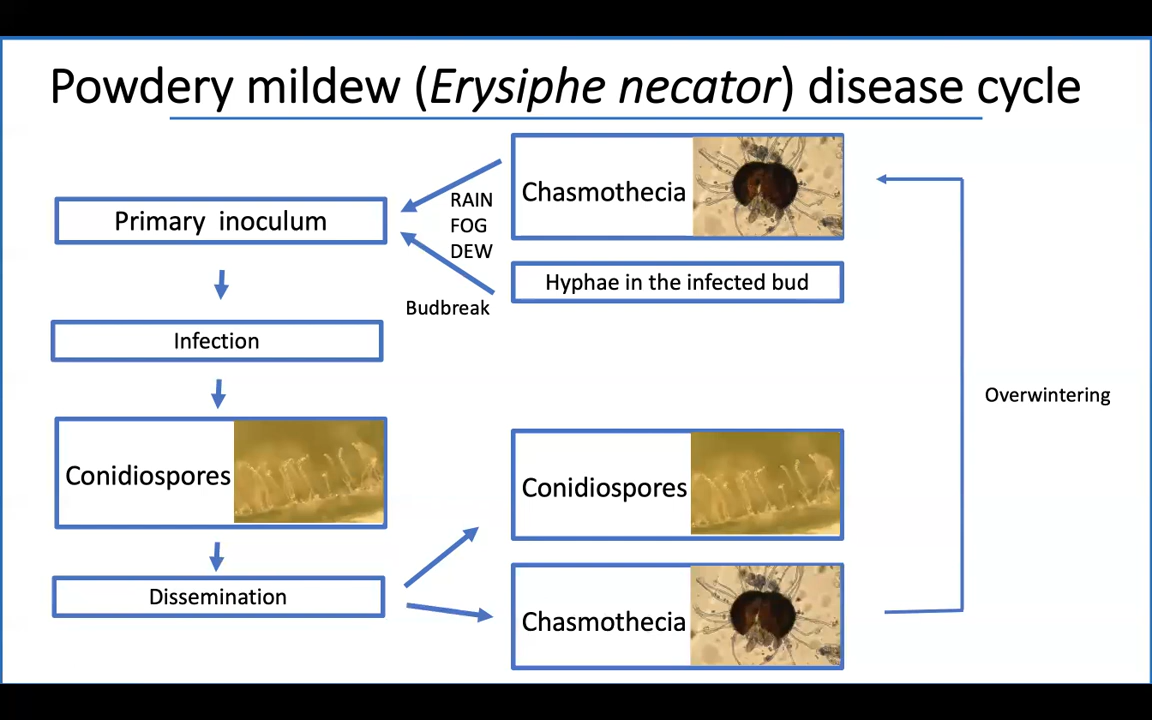 Powdery mildew (Erysiphe necator) disease cycle
Chasmothecia
Primary inoculum
RAIN
FOG
DEW
Hyphae in the infected bud
Budbreak
Infection
Overwintering
Conidiospores
Conidiospores
Dissemination
Chasmothecia